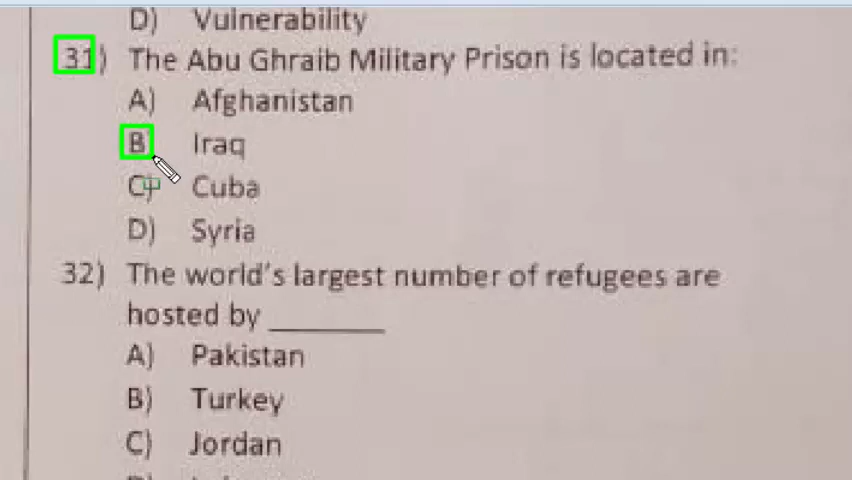 D) Vulnerability
31) The Abu Ghraib Military Prison is located in:
A) Afghanistan
B Iraq
C) Cuba
D) Syria
32) The world's largest number of refugees are
hosted by ________
A) Pakistan
B) Turkey
C) Jordan